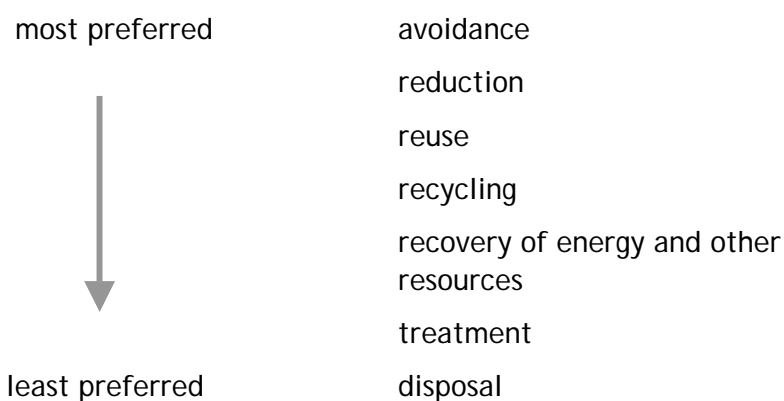 most preferred avoidance
reduction
reuse
recycling
recovery of energy and other
resources
treatment
least preferred disposal